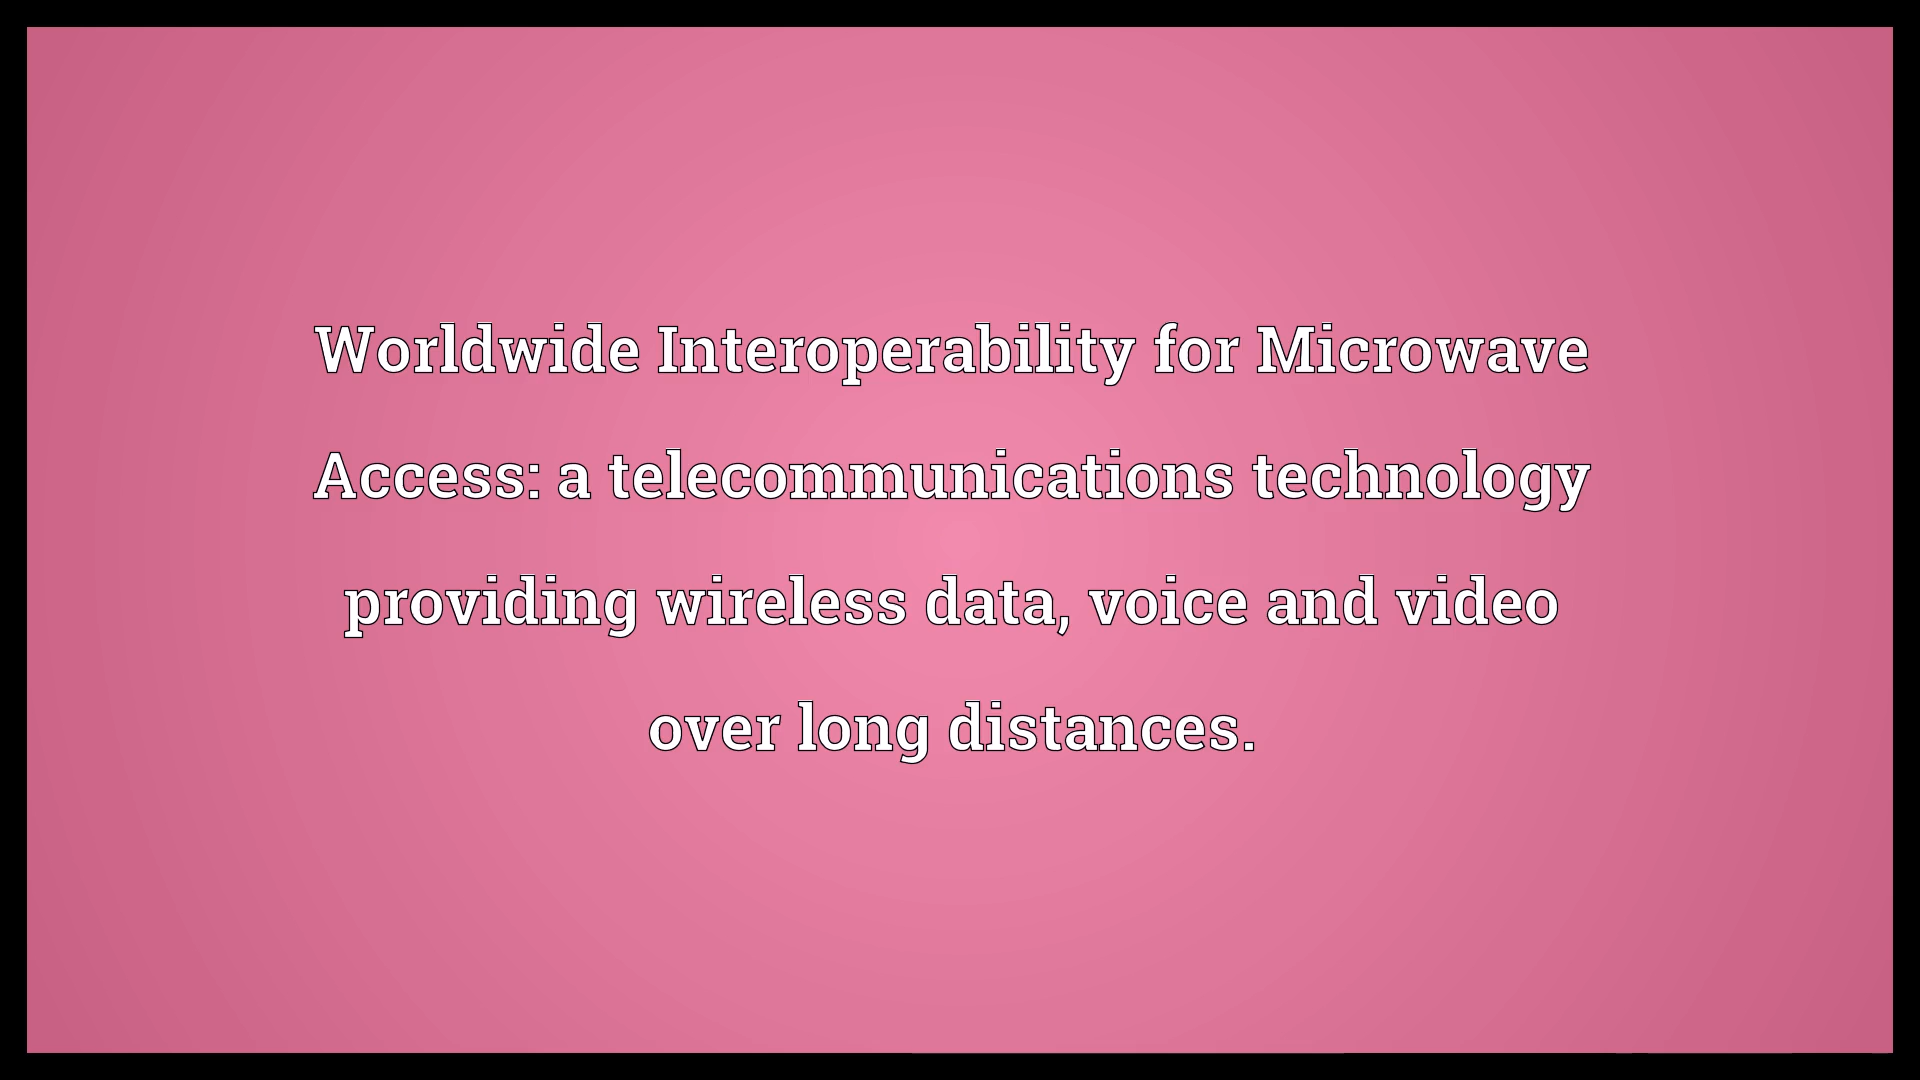 Worldwide Interoperability for Microwave
Access: a telecommunications technology
providing wireless data, voice and video
over long distances.